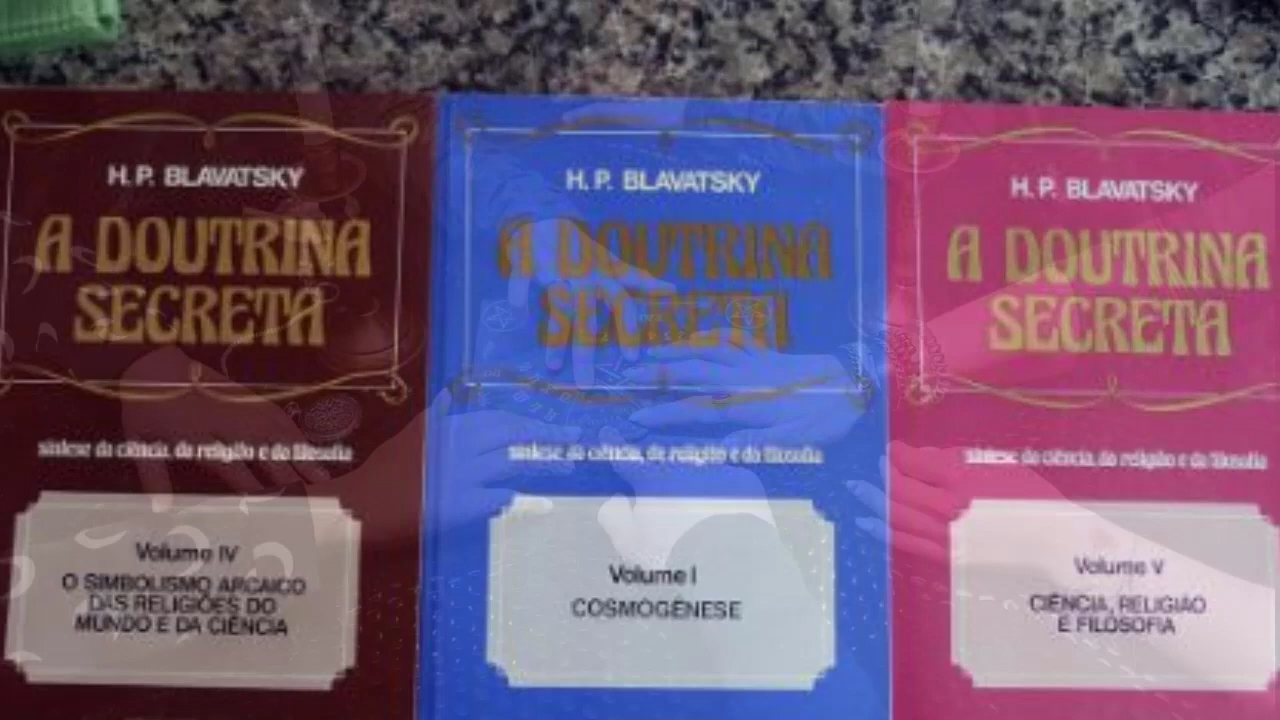 H. P. BLAVATSKY
A DOUTRINA
SECRETA
síntese da ciência, da religião e da filosofia
Volume IV
O SIMBOLISMO ARCAICO
DAS RELIGIÕES DO
MUNDO E DA CIÊNCIA
H. P. BLAVATSKY
A DOUTRINA
SECRETA
síntese da ciência, da religião e da filosofia
Volume I
COSMOGÊNESE
H. P. BLAVATSKY
A DOUTRINA
SECRETA
síntese da ciência, da religião e da filosofia
Volume V
CIÊNCIA, RELIGIÃO
E FILOSOFIA